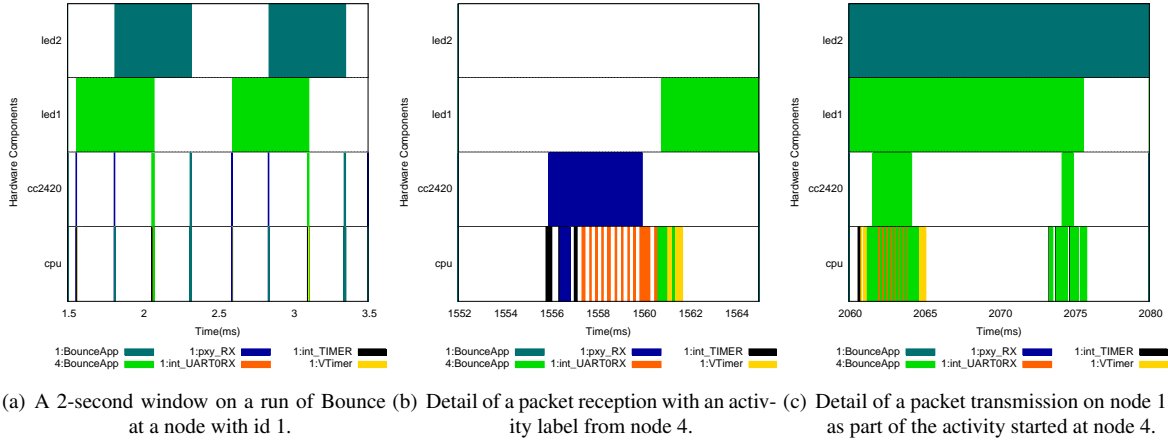 Hardware Components
led2
led1
cc2420
cpu
1.5 2 2.5 3 3.5
Time(ms)
1:BounceApp 1:pxy_RX 1:int_TIMER
4:BounceApp 1:int_UART0RX 1:VTimer
(a) A 2-second window on a run of Bounce
at a node with id 1.
Hardware Components
led2
led1
cc2420
cpu
1552 1554 1556 1558 1560 1562 1564
Time(ms)
1:BounceApp 1:pxy_RX 1:int_TIMER
4:BounceApp 1:int_UART0RX 1:VTimer
(b) Detail of a packet reception with an activ-
ity label from node 4.
Hardware Components
led2
led1
cc2420
cpu
2060 2065 2070 2075 2080
Time(ms)
1:BounceApp 1:pxy_RX 1:int_TIMER
4:BounceApp 1:int_UART0RX 1:VTimer
(c) Detail of a packet transmission on node 1
as part of the activity started at node 4.